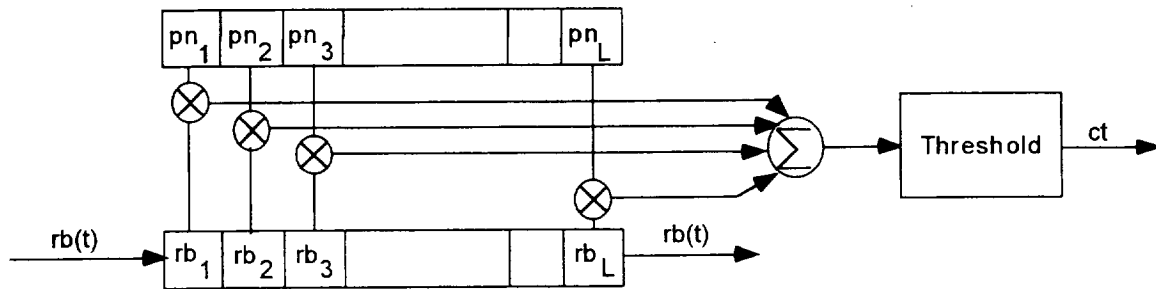 pn1 pn2 pn3 pnL
Σ
Threshold
ct
rb(t)
rb1 rb2 rb3 rbL
rb(t)